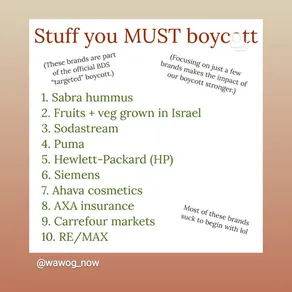 Stuff you MUST boycott
(These brands are part
of the official BDS
"targeted" boycott.)
(Focusing on just a few
brands makes the impact of
our boycott stronger.)
1. Sabra hummus
2. Fruits + veg grown in Israel
3. Sodastream
4. Puma
5. Hewlett-Packard (HP)
6. Siemens
7. Ahava cosmetics
8. AXA insurance
9. Carrefour markets
10. RE/MAX
Most of these brands
suck to begin with lol
@wawog_now